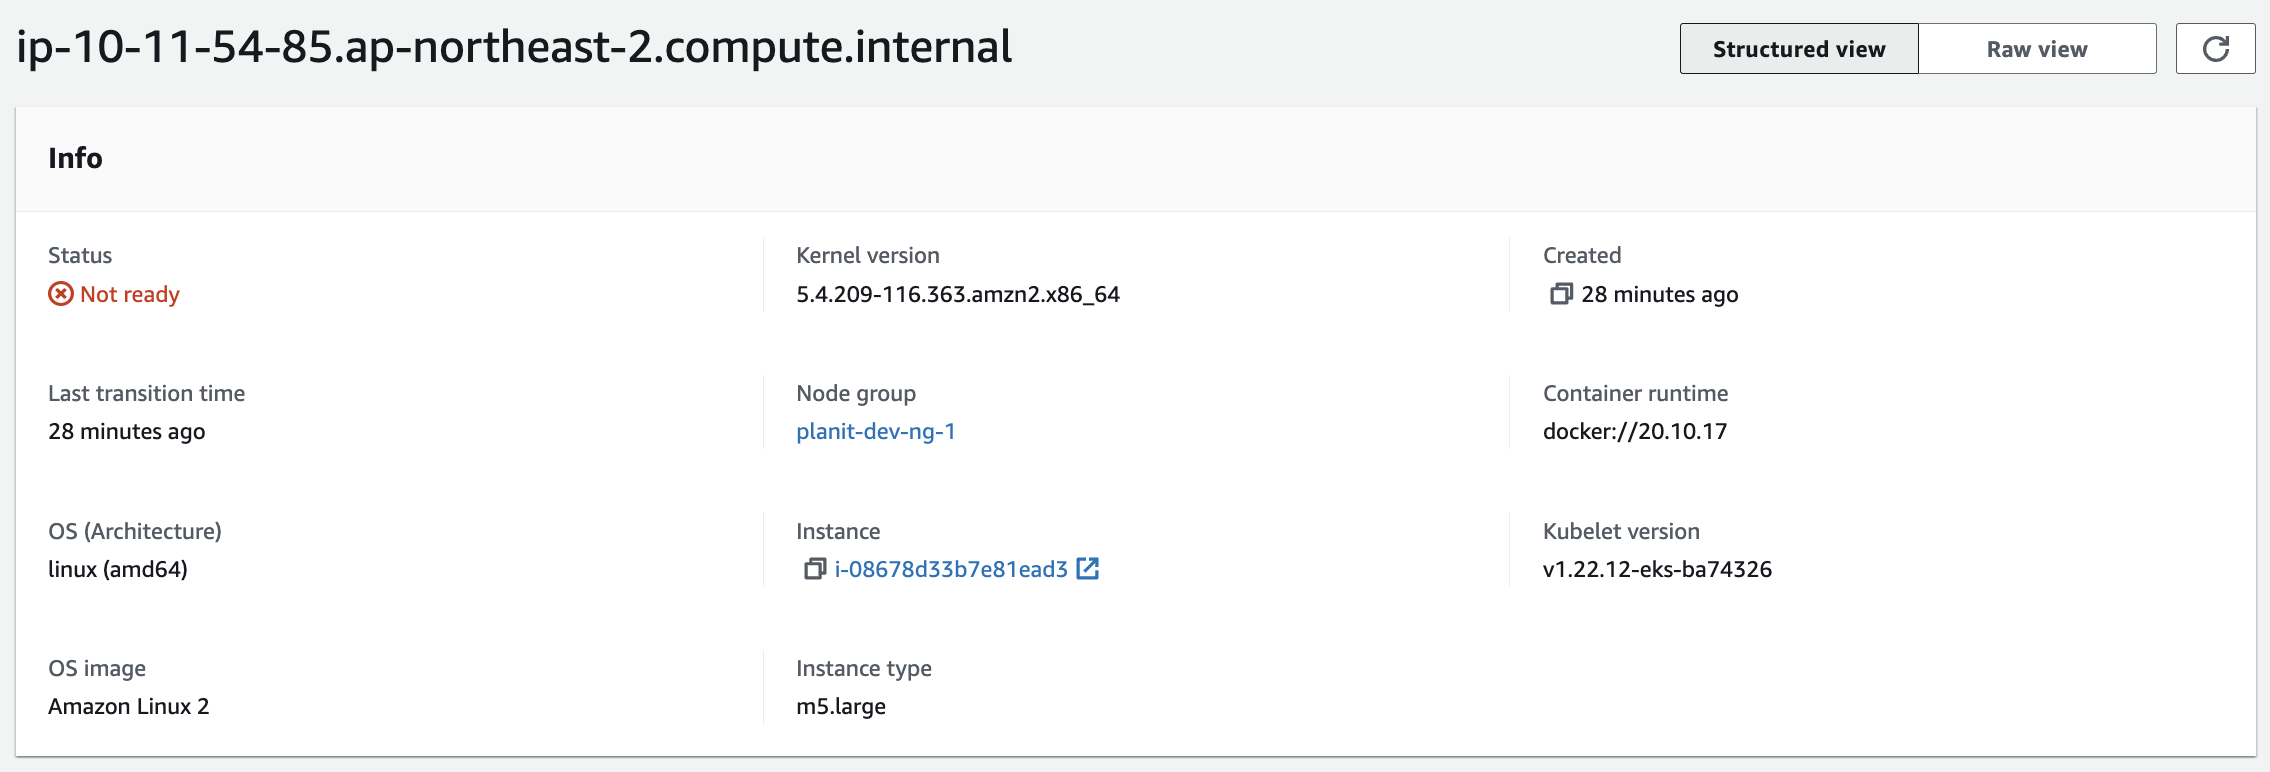 ip-10-11-54-85.ap-northeast-2.compute.internal
Structured view
Raw view
Info
Status
Not ready
Kernel version
5.4.209-116.363.amzn2.x86_64
Created
28 minutes ago
Last transition time
28 minutes ago
Node group
planit-dev-ng-1
Container runtime
docker://20.10.17
OS (Architecture)
linux (amd64)
Instance
i-08678d33b7e81ead3
Kubelet version
v1.22.12-eks-ba74326
OS image
Amazon Linux 2
Instance type
m5.large